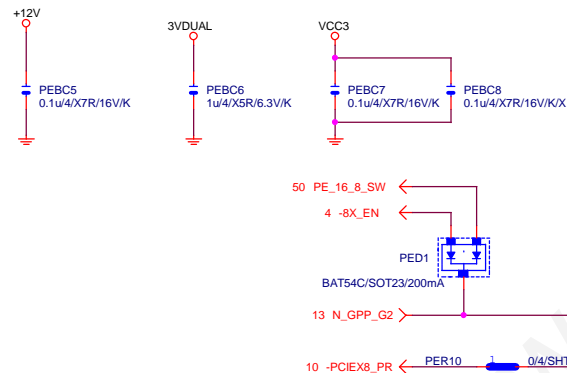 +12V
3VDUAL
VCC3
PEBC5
0.1u/4/X7R/16V/K
PEBC6
1u/4/X5R/6.3V/K
PEBC7
0.1u/4/X7R/16V/K
PEBC8
0.1u/4/X7R/16V/K/X
50 PE_16_8_SW
4 -8X_EN
PED1
BAT54C/SOT23/200mA
13 N_GPP_G2
10 -PCIEX8_PR
PER10
1
0/4/SHT